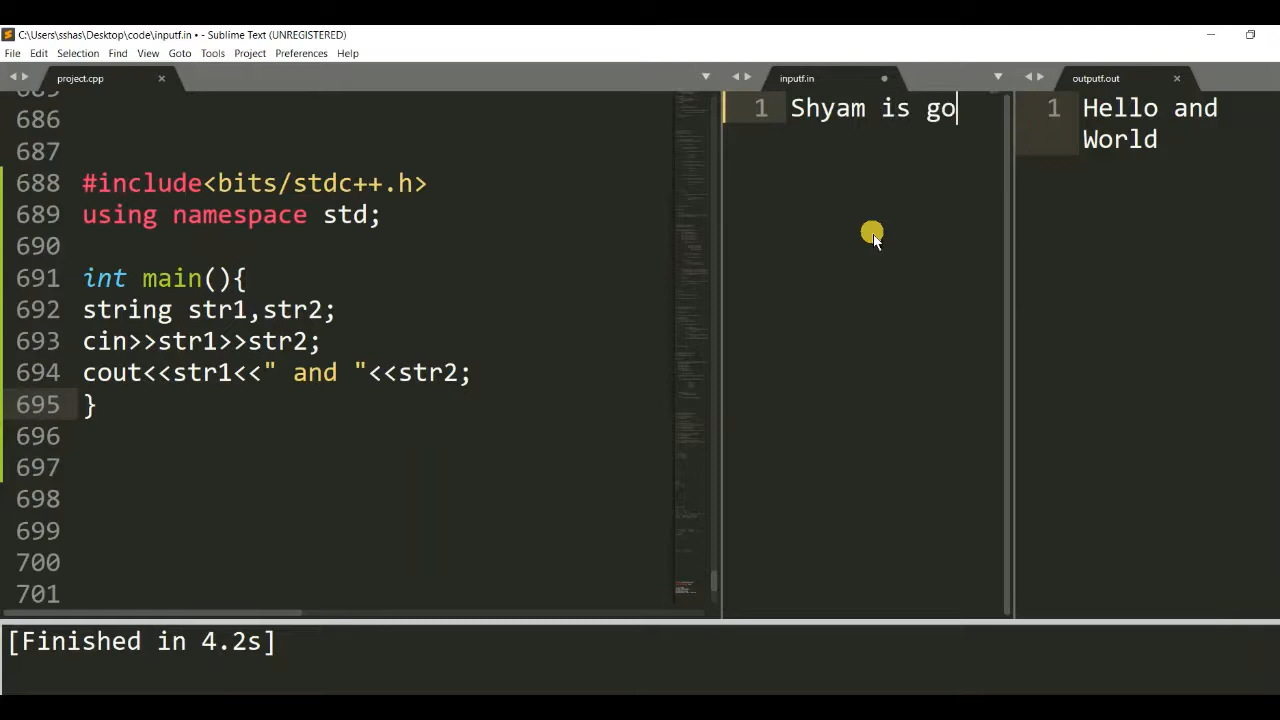 C:\Users\sshas\Desktop\code\inputf.in • - Sublime Text (UNREGISTERED)
File Edit Selection Find View Goto Tools Project Preferences Help
project.cpp
inputf.in
outputf.out
685
686
687
688 #include<bits/stdc++.h>
689 using namespace std;
690
691 int main(){
692 string str1,str2;
693 cin>>str1>>str2;
694 cout<<str1<<" and "<<str2;
695 }
696
697
698
699
700
701
1 Shyam is go
1 Hello and
World
[Finished in 4.2s]